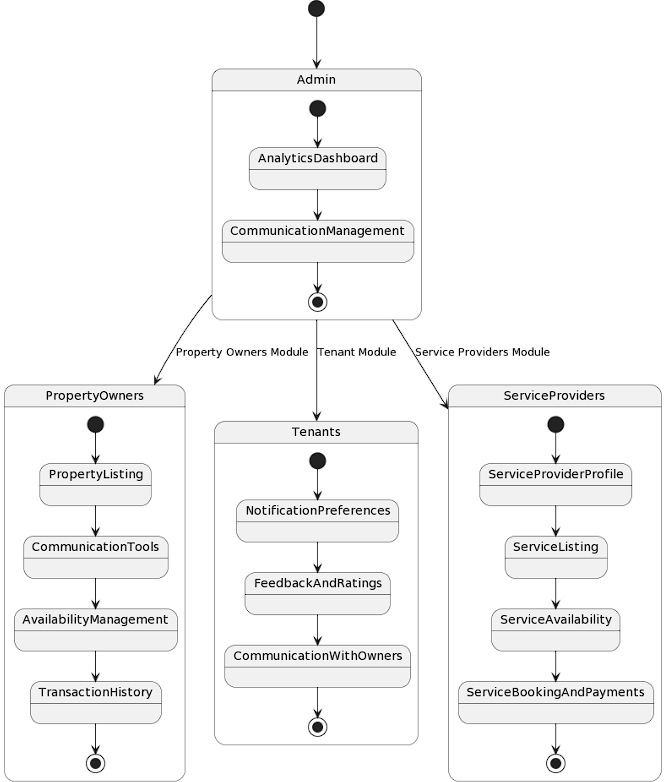 Admin
AnalyticsDashboard
CommunicationManagement
Property Owners Module
Tenant Module
Service Providers Module
PropertyOwners
PropertyListing
CommunicationTools
AvailabilityManagement
TransactionHistory
Tenants
NotificationPreferences
FeedbackAndRatings
CommunicationWithOwners
ServiceProviders
ServiceProviderProfile
ServiceListing
ServiceAvailability
ServiceBookingAndPayments